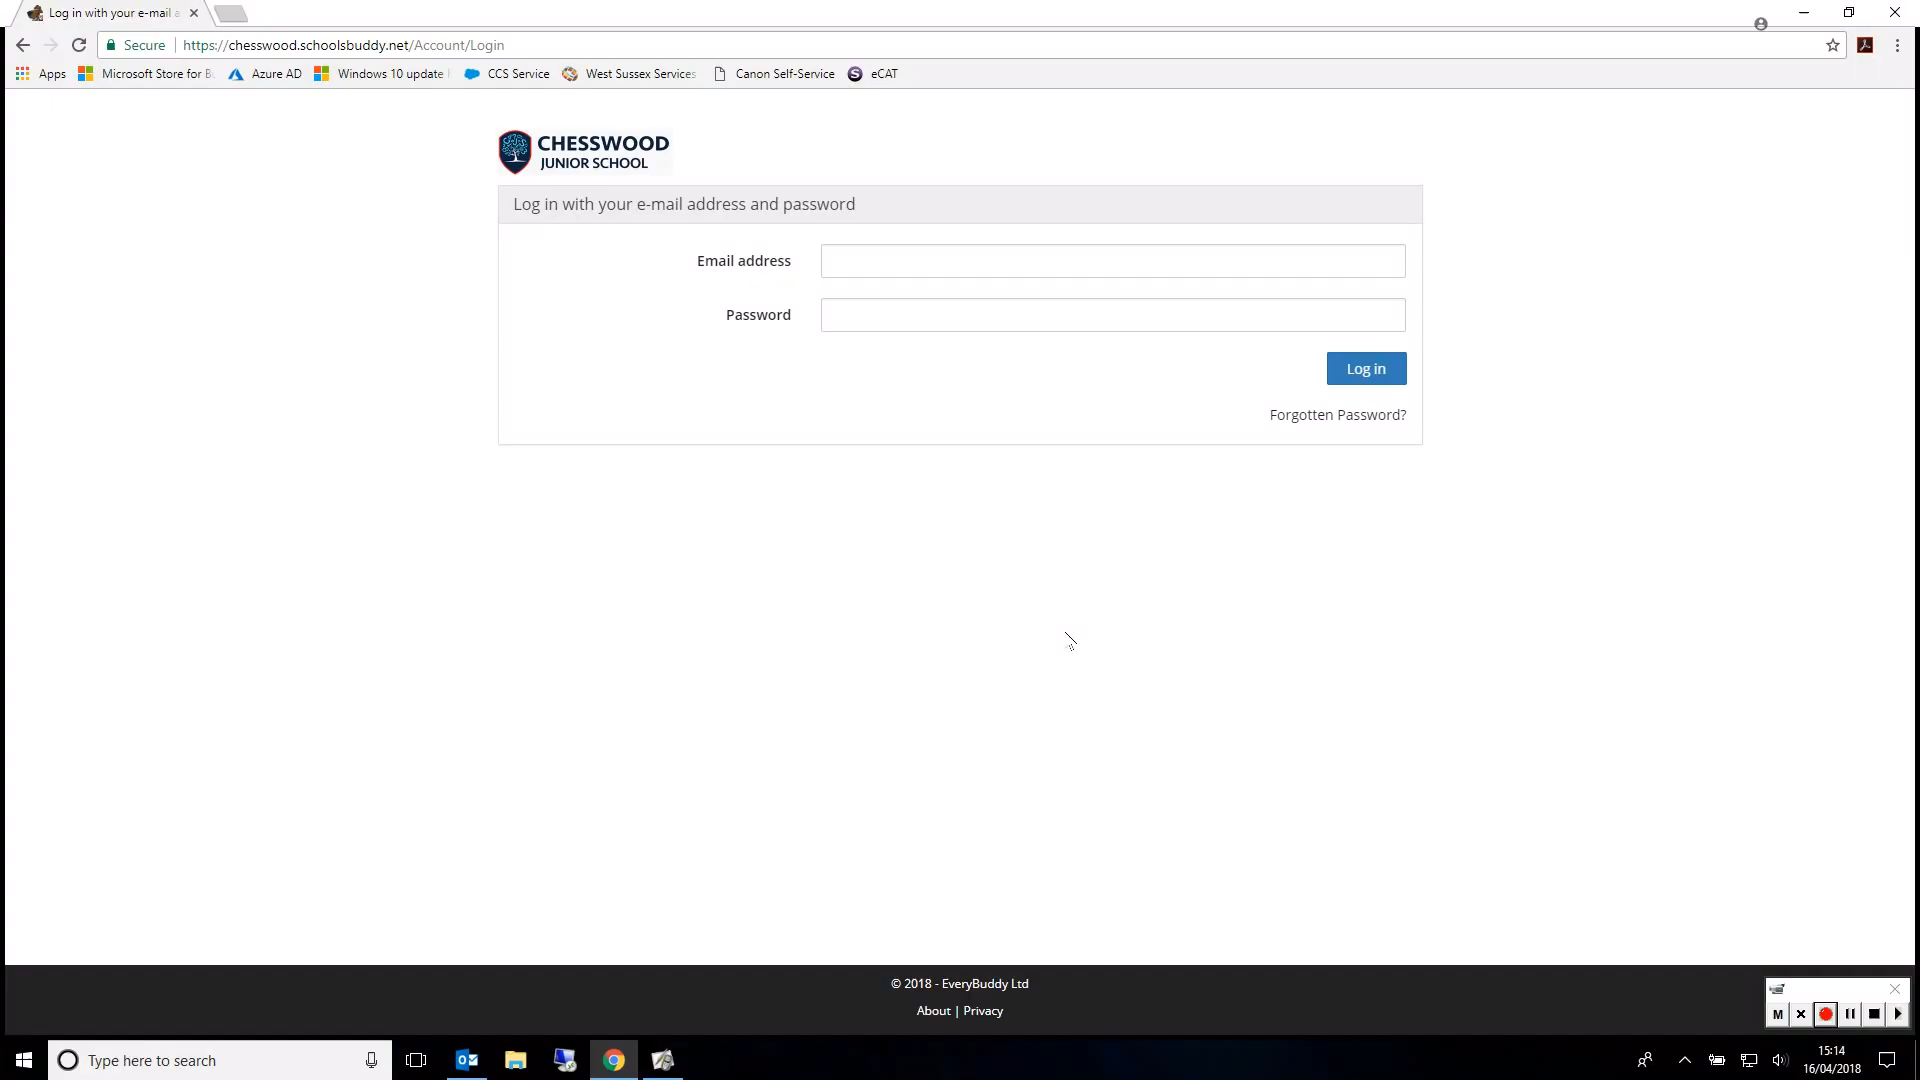 Log in with your e-mail a
Secure
https://chesswood.schoolsbuddy.net/Account/Login
Apps
Microsoft Store for B
Azure AD
Windows 10 update
CCS Service
West Sussex Services
Canon Self-Service
S
eCAT
CHESSWOOD
JUNIOR SCHOOL
Log in with your e-mail address and password
Email address
Password
Log in
Forgotten Password?
© 2018 - EveryBuddy Ltd
About | Privacy
M
Type here to search
15:14
16/04/2018